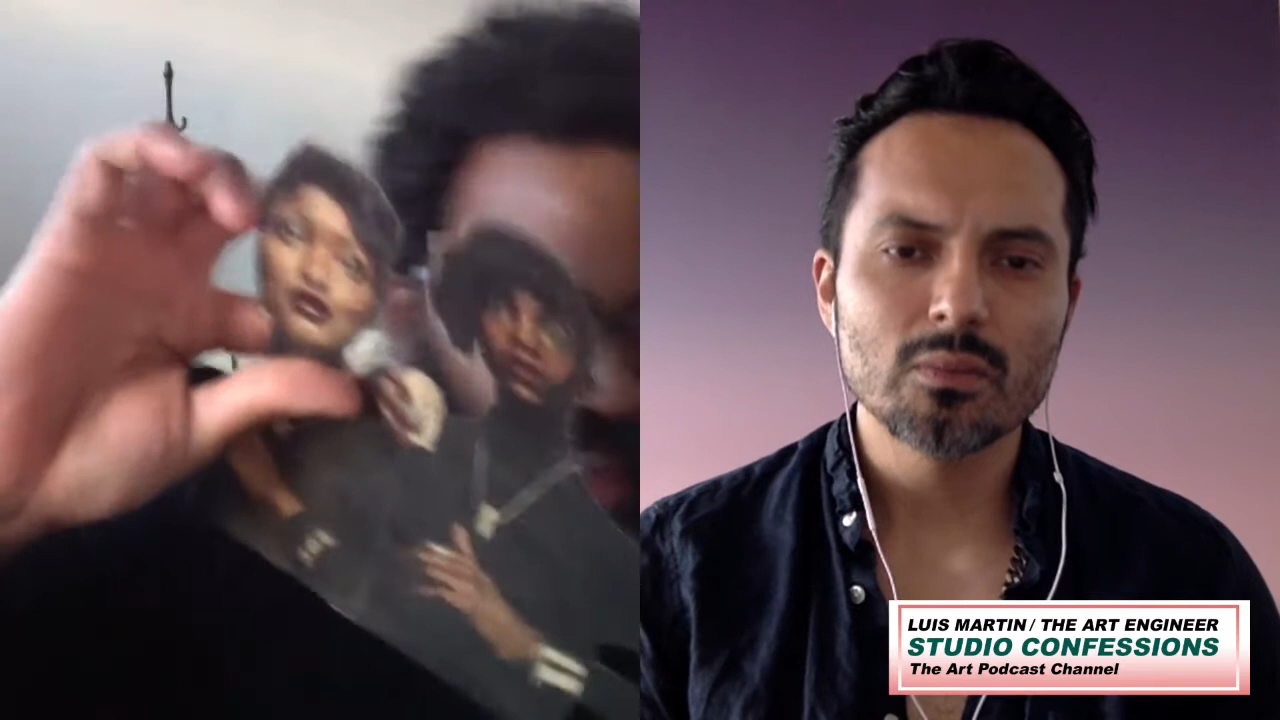 LUIS MARTIN / THE ART ENGINEER
STUDIO CONFESSIONS
The Art Podcast Channel